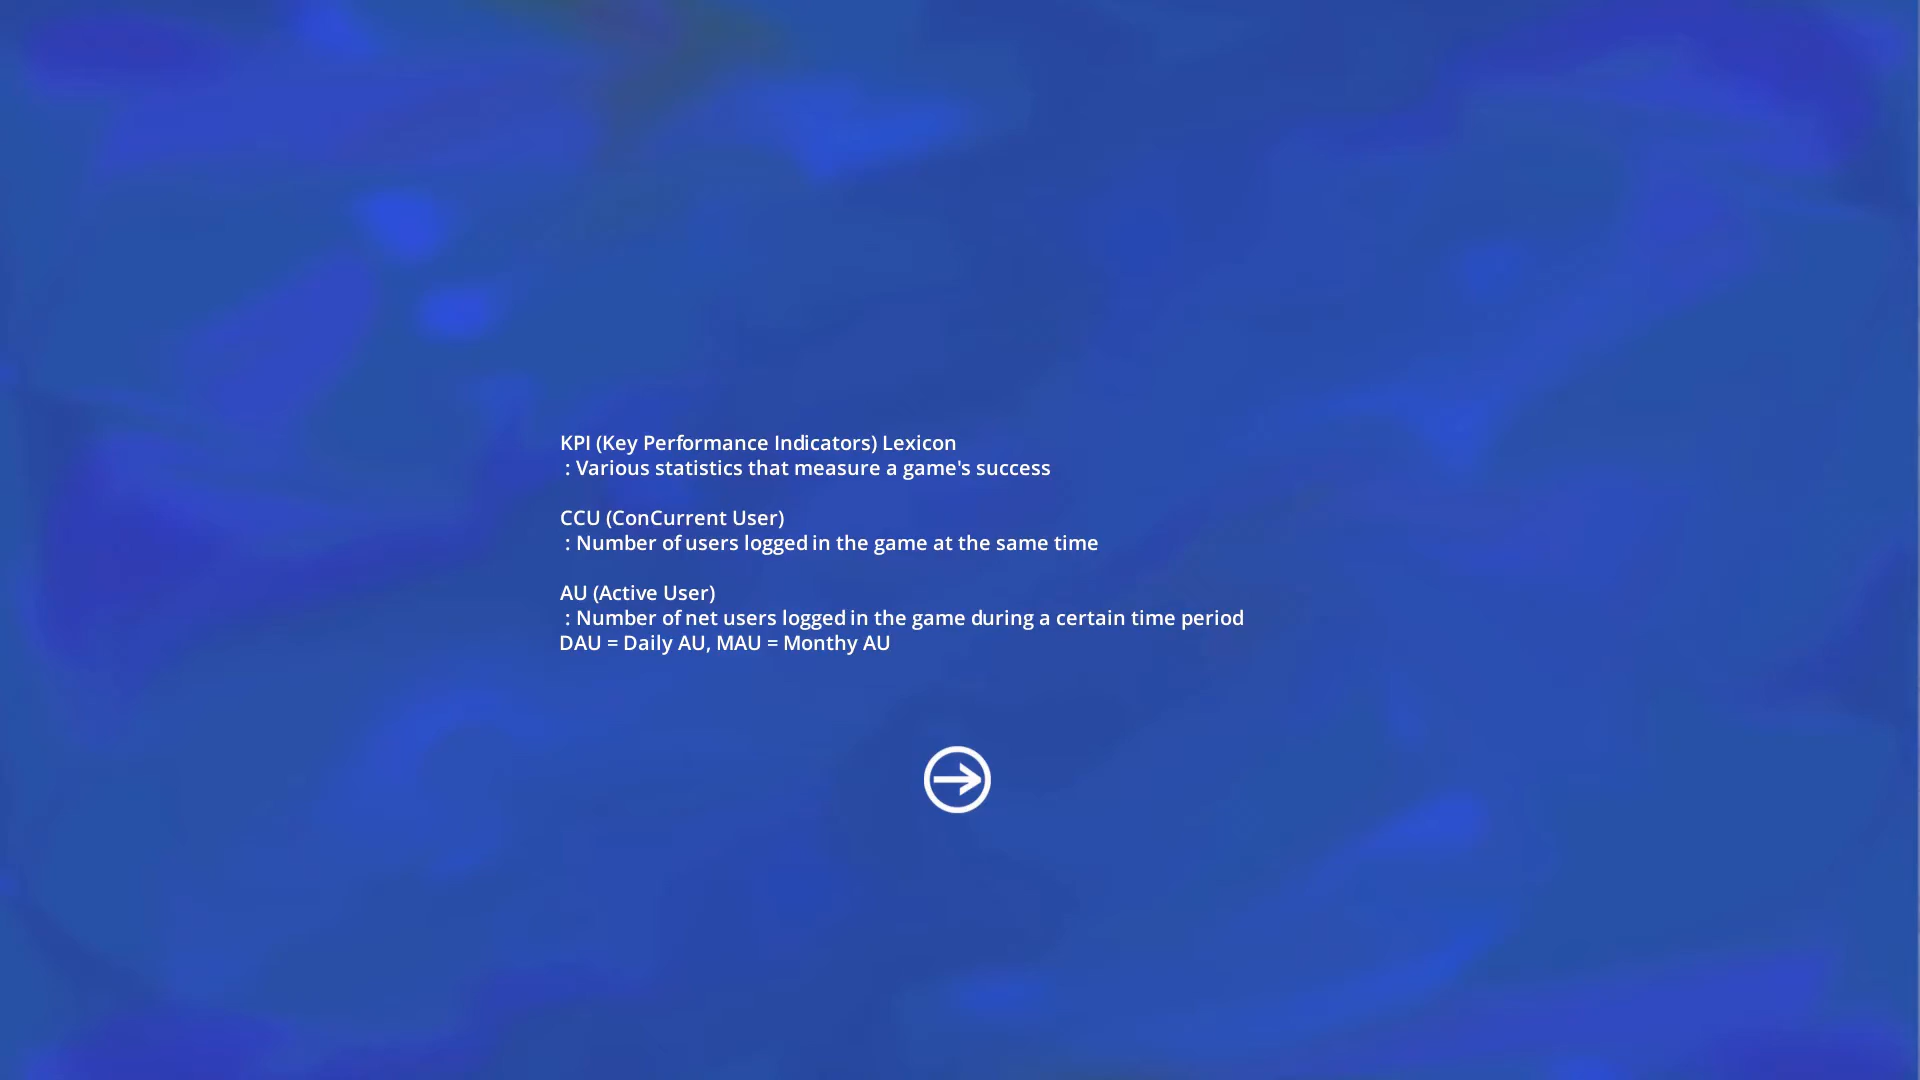 KPI (Key Performance Indicators) Lexicon
: Various statistics that measure a game's success
CCU (ConCurrent User)
: Number of users logged in the game at the same time
AU (Active User)
: Number of net users logged in the game during a certain time period
DAU = Daily AU, MAU = Monthy AU